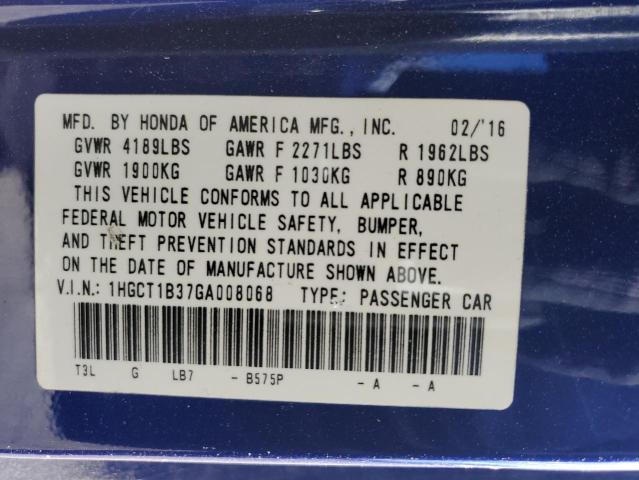 MFD. BY HONDA OF AMERICA MFG., INC. 02/'16
GVWR 4189LBS GAWR F 2271LBS R 1962LBS
GVWR 1900KG GAWR F 1030KG R 890KG
THIS VEHICLE CONFORMS TO ALL APPLICABLE
FEDERAL MOTOR VEHICLE SAFETY, BUMPER,
AND THEFT PREVENTION STANDARDS IN EFFECT
ON THE DATE OF MANUFACTURE SHOWN ABOVE.
V.I.N.: 1HGCT1B37GA008068 TYPE: PASSENGER CAR
T3L G LB7 - B575P - A - A